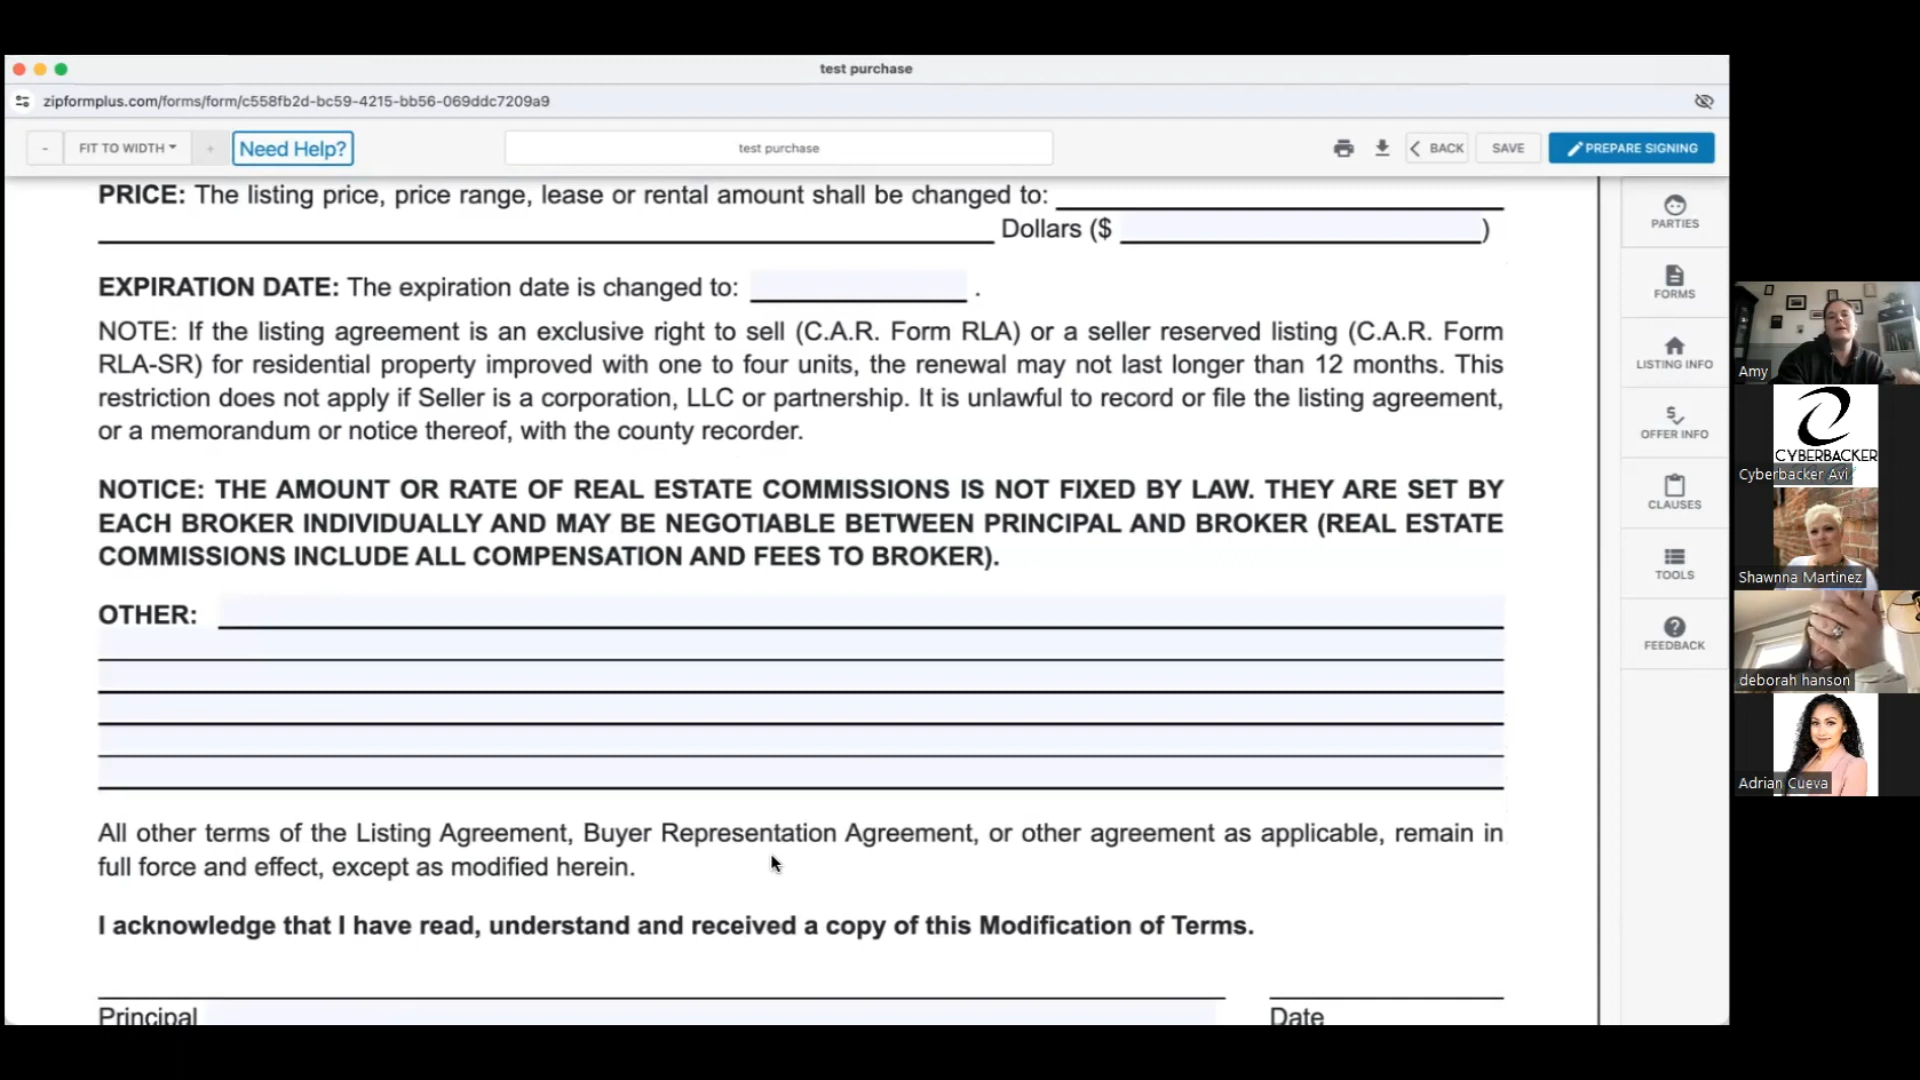 test purchase
zipformplus.com/forms/form/c558fb2d-bc59-4215-bb56-069ddc7209a9
- FIT TO WIDTH + Need Help? test purchase BACK SAVE PREPARE SIGNING
PRICE: The listing price, price range, lease or rental amount shall be changed to:
Dollars ($ )
EXPIRATION DATE: The expiration date is changed to: .
NOTE: If the listing agreement is an exclusive right to sell (C.A.R. Form RLA) or a seller reserved listing (C.A.R. Form
RLA-SR) for residential property improved with one to four units, the renewal may not last longer than 12 months. This
restriction does not apply if Seller is a corporation, LLC or partnership. It is unlawful to record or file the listing agreement,
or a memorandum or notice thereof, with the county recorder.
NOTICE: THE AMOUNT OR RATE OF REAL ESTATE COMMISSIONS IS NOT FIXED BY LAW. THEY ARE SET BY
EACH BROKER INDIVIDUALLY AND MAY BE NEGOTIABLE BETWEEN PRINCIPAL AND BROKER (REAL ESTATE
COMMISSIONS INCLUDE ALL COMPENSATION AND FEES TO BROKER).
OTHER:
All other terms of the Listing Agreement, Buyer Representation Agreement, or other agreement as applicable, remain in
full force and effect, except as modified herein.
I acknowledge that I have read, understand and received a copy of this Modification of Terms.
Principal Date
PARTIES
FORMS
LISTING INFO
OFFER INFO
CLAUSES
TOOLS
FEEDBACK
Amy
CYBERBACKER
Cyberbacker Avi
Shawnna Martinez
deborah hanson
Adrian Cueva